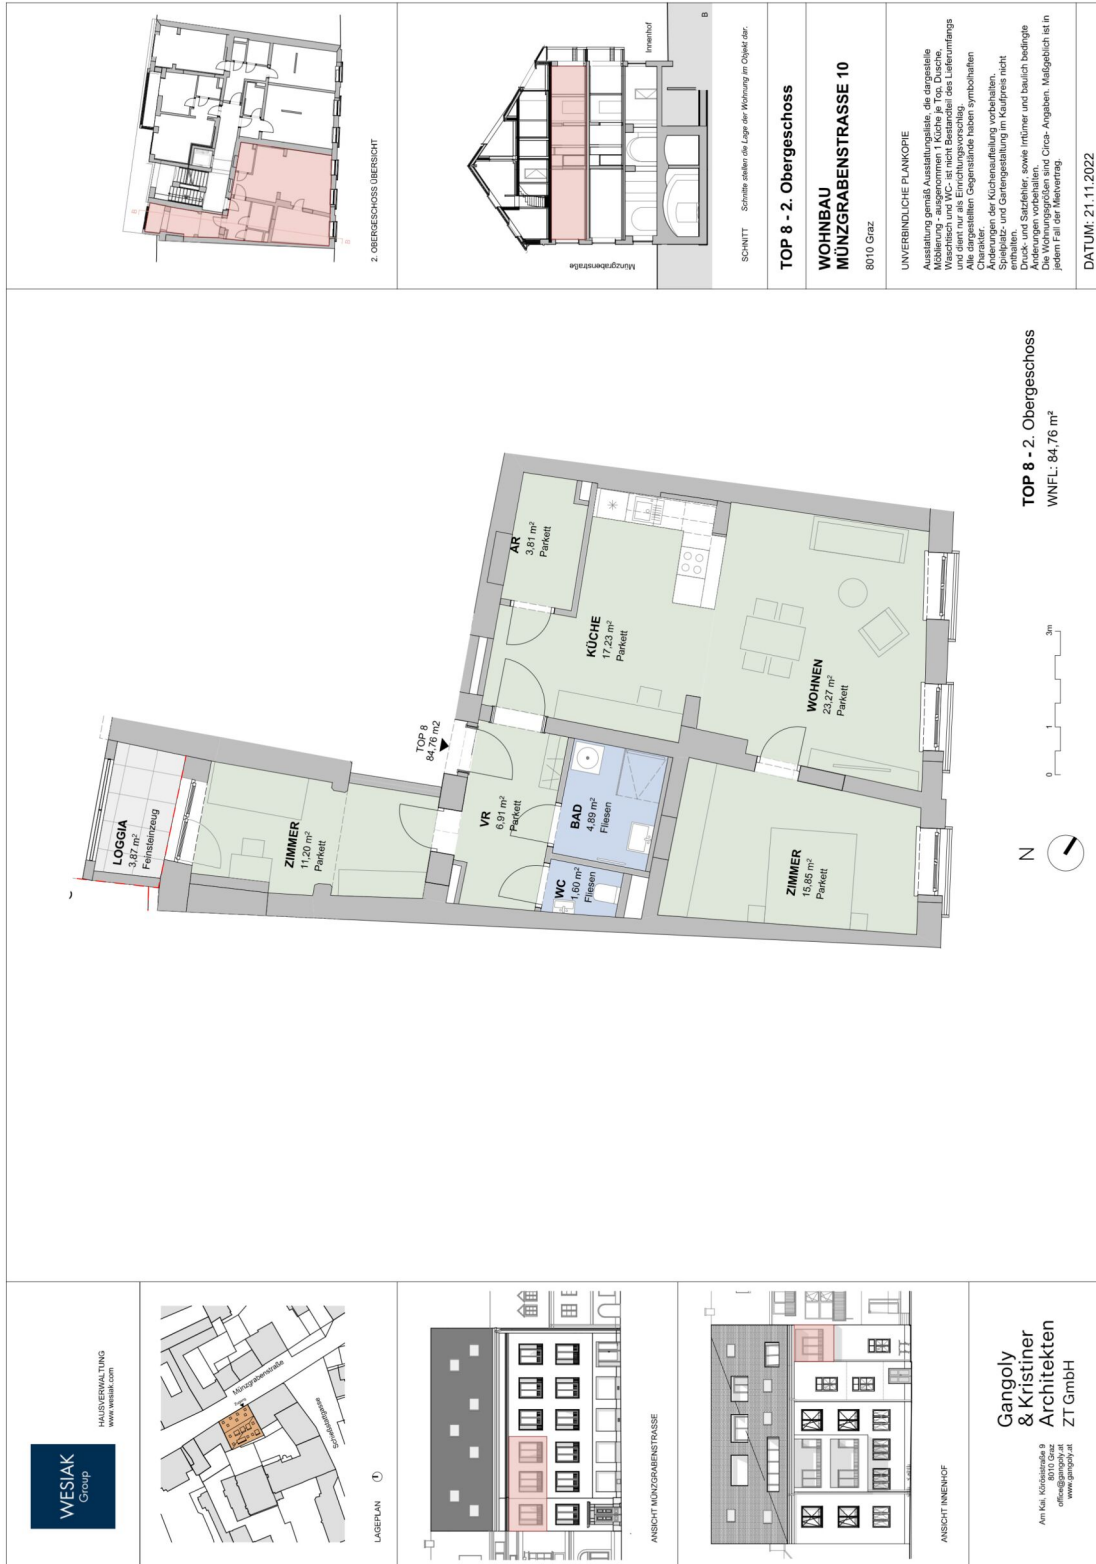 WESIAK
Group
HAUSVERWALTUNG
www.wesiak.com
Münzgrabenstraße
Schießstattgasse
LAGEPLAN
ANSICHT MÜNZGRABENSTRASSE
ANSICHT INNENHOF
Gangoly
& Kristiner
Architekten
ZT GmbH
Am Kai, Körösistraße 9
8010 Graz
office@gangoly.at
www.gangoly.at
LOGGIA
3,87 m²
Feinsteinzeug
ZIMMER
11,20 m²
Parkett
TOP 8
84,76 m2
VR
6,91 m²
Parkett
AR
3,81 m²
Parkett
KÜCHE
17,23 m²
Parkett
WC
1,60 m²
Fliesen
BAD
4,89 m²
Fliesen
ZIMMER
15,85 m²
Parkett
WOHNEN
23,27 m²
Parkett
N
0 1 3m
TOP 8 - 2. Obergeschoss
WNFL: 84,76 m²
2. OBERGESCHOSS ÜBERSICHT
Münzgrabenstraße
Innenhof
B
SCHNITT Schnitte stellen die Lage der Wohnung im Objekt dar.
TOP 8 - 2. Obergeschoss
WOHNBAU
MÜNZGRABENSTRASSE 10
8010 Graz
UNVERBINDLICHE PLANKOPIE
Ausstattung gemäß Ausstattungsliste, die dargestelle
Möblierung - ausgenommen 1 Küche je Top, Dusche,
Waschtisch und WC- ist nicht Bestandteil des Lieferumfangs
und dient nur als Einrichtungsvorschlag.
Alle dargestellten Gegenstände haben symbolhaften
Charakter.
Änderungen der Küchenaufteilung vorbehalten.
Spielplatz- und Gartengestaltung im Kaufpreis nicht
enthalten.
Druck- und Satzfehler, sowie Irrtümer und baulich bedingte
Änderungen vorbehalten.
Die Wohnungsgrößen sind Circa- Angaben. Maßgeblich ist in
jedem Fall der Mietvertrag.
DATUM: 21.11.2022